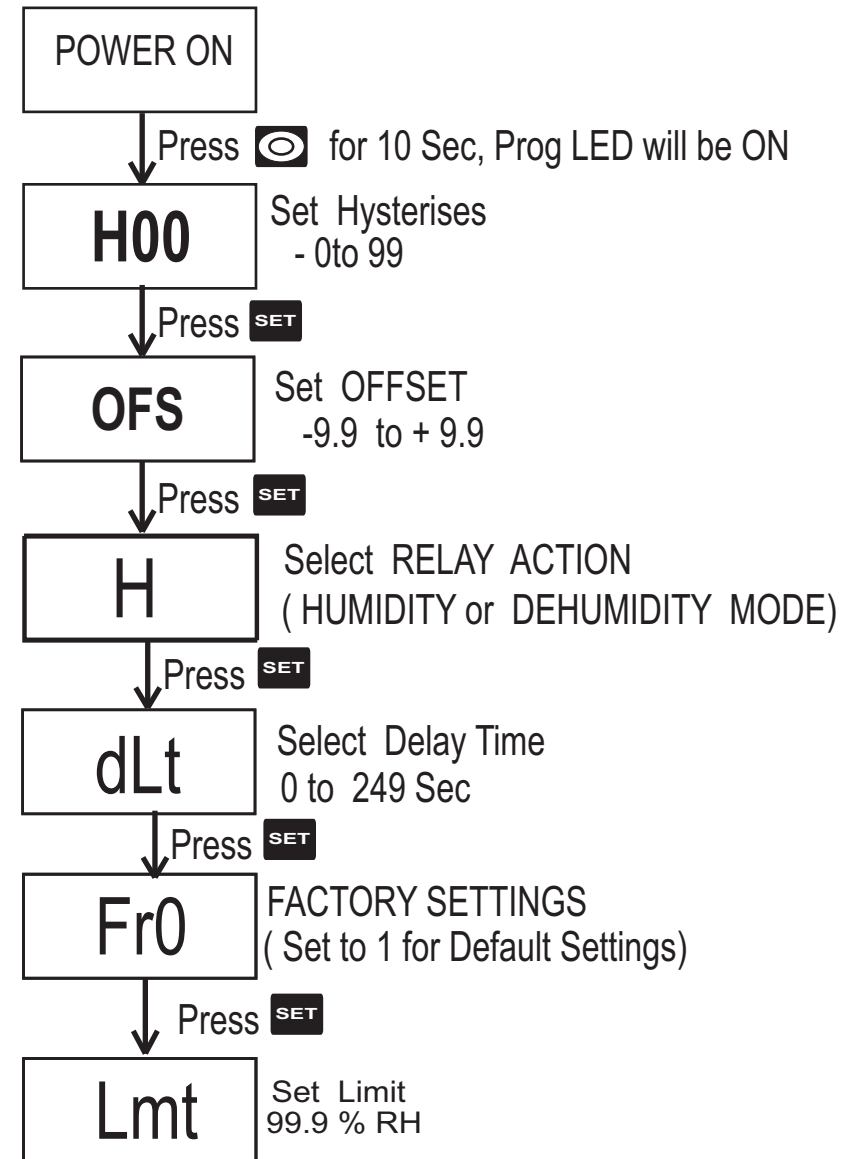 POWER ON
Press for 10 Sec, Prog LED will be ON
H00
Set Hysterises
- 0to 99
Press SET
OFS
Set OFFSET
-9.9 to + 9.9
Press SET
H
Select RELAY ACTION
( HUMIDITY or DEHUMIDITY MODE)
Press SET
dLt
Select Delay Time
0 to 249 Sec
Press SET
Fr0
FACTORY SETTINGS
( Set to 1 for Default Settings)
Press SET
Lmt
Set Limit
99.9 % RH